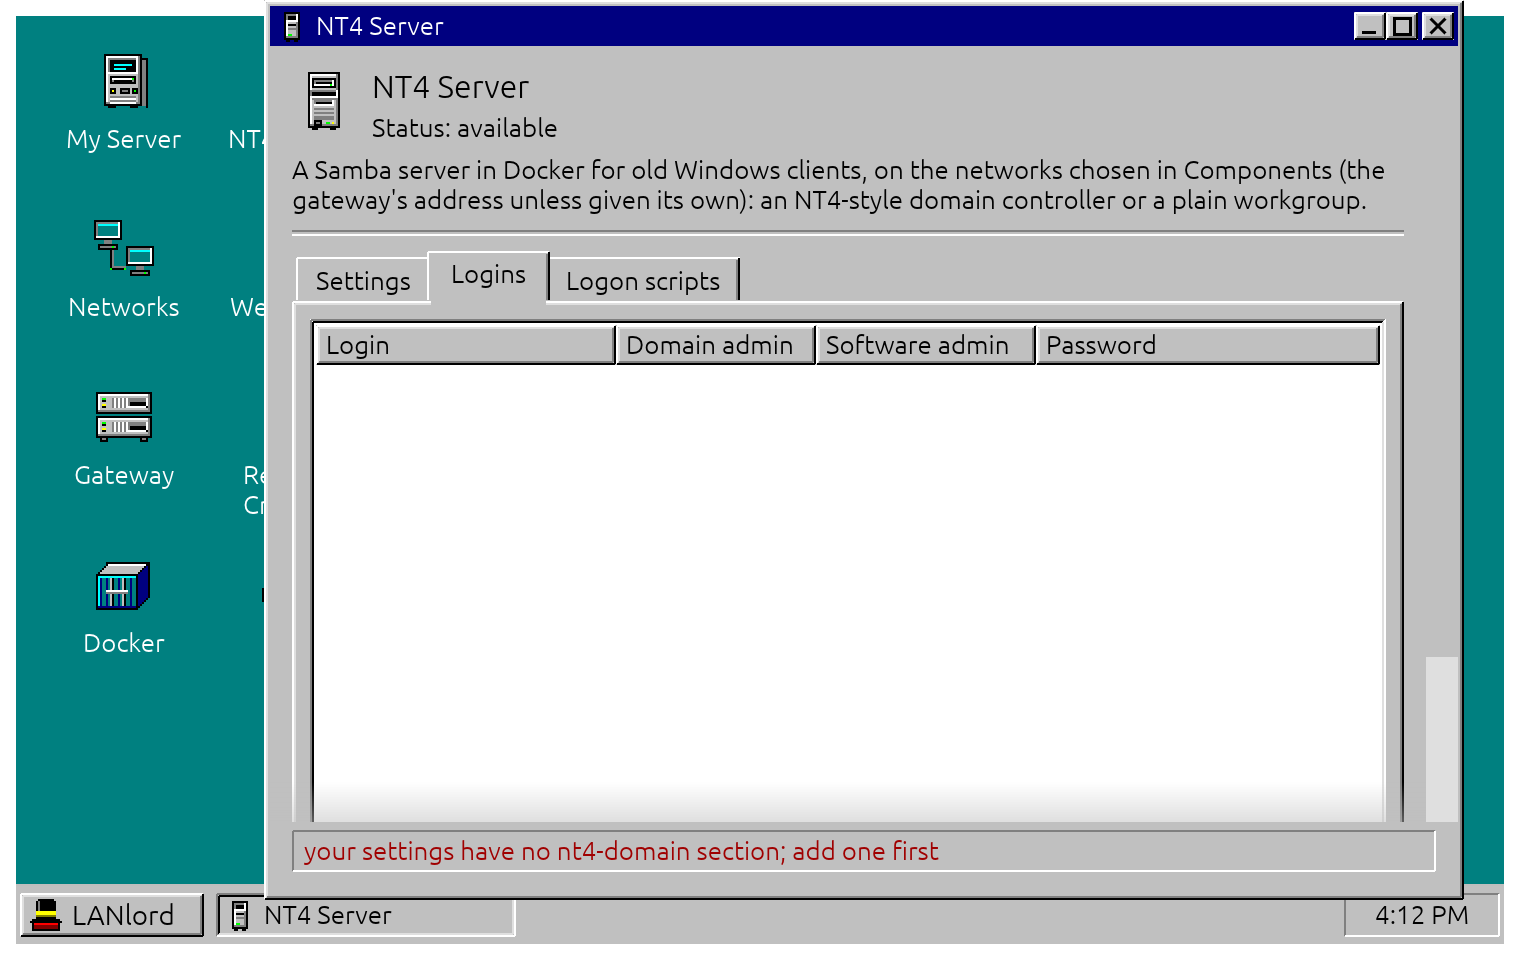 NT4 Server
NT4 Server
Status: available
A Samba server in Docker for old Windows clients, on the networks chosen in Components (the
gateway's address unless given its own): an NT4-style domain controller or a plain workgroup.
Settings
Logins
Logon scripts
Login
Domain admin
Software admin
Password
your settings have no nt4-domain section; add one first
My Server
Networks
Gateway
Docker
LANlord
NT4 Server
4:12 PM